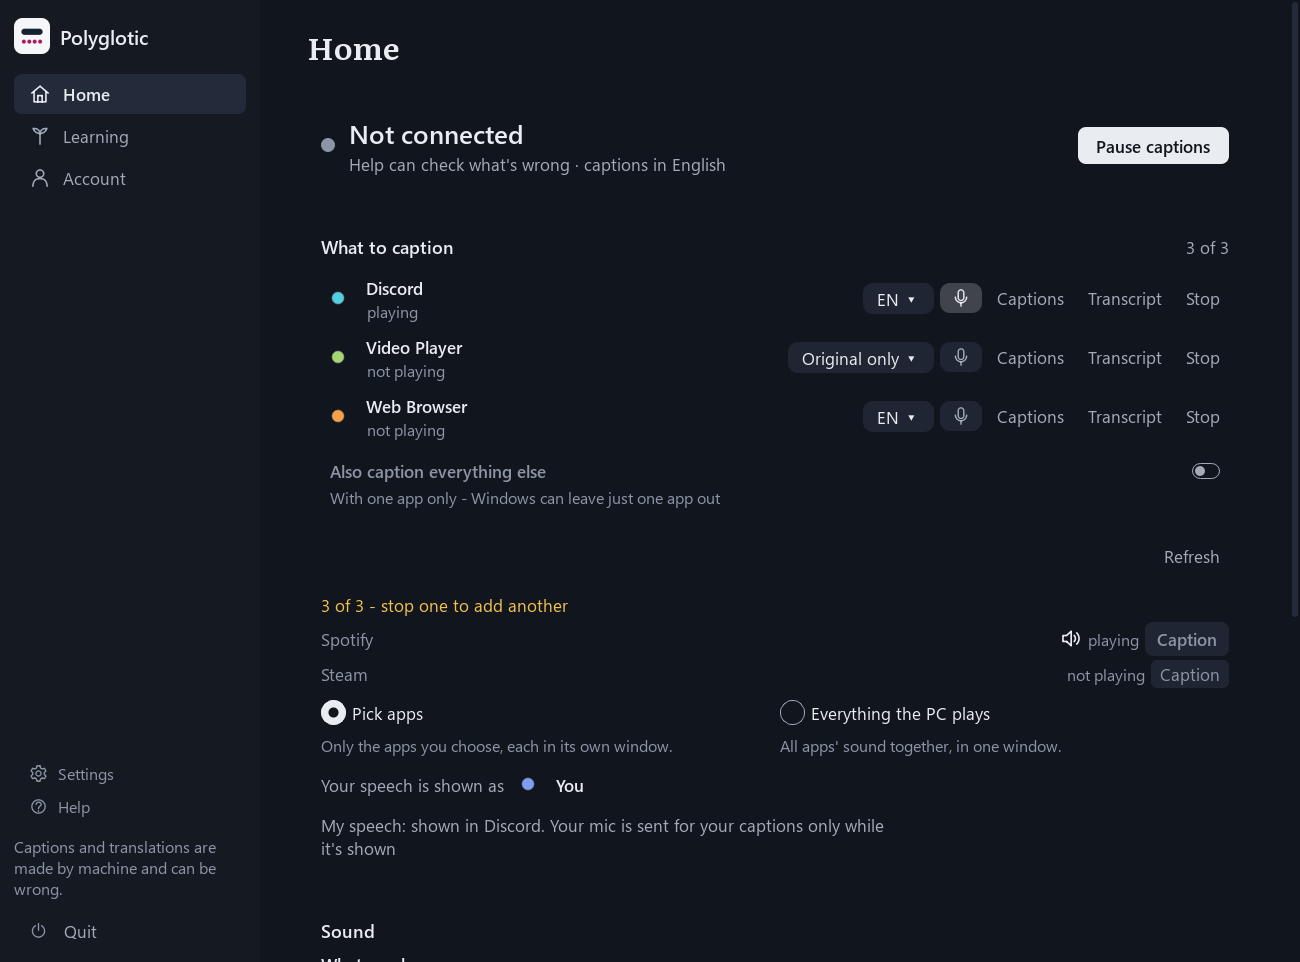 Polyglotic
Home
Learning
Account
Settings
Help
Captions and translations are
made by machine and can be
wrong.
Quit
Home
Not connected
Help can check what's wrong · captions in English
Pause captions
What to caption
3 of 3
Discord
playing
EN ▾
Captions
Transcript
Stop
Video Player
not playing
Original only ▾
Captions
Transcript
Stop
Web Browser
not playing
EN ▾
Captions
Transcript
Stop
Also caption everything else
With one app only - Windows can leave just one app out
Refresh
3 of 3 - stop one to add another
Spotify
playing
Caption
Steam
not playing
Caption
Pick apps
Only the apps you choose, each in its own window.
Everything the PC plays
All apps' sound together, in one window.
Your speech is shown as
You
My speech: shown in Discord. Your mic is sent for your captions only while
it's shown
Sound